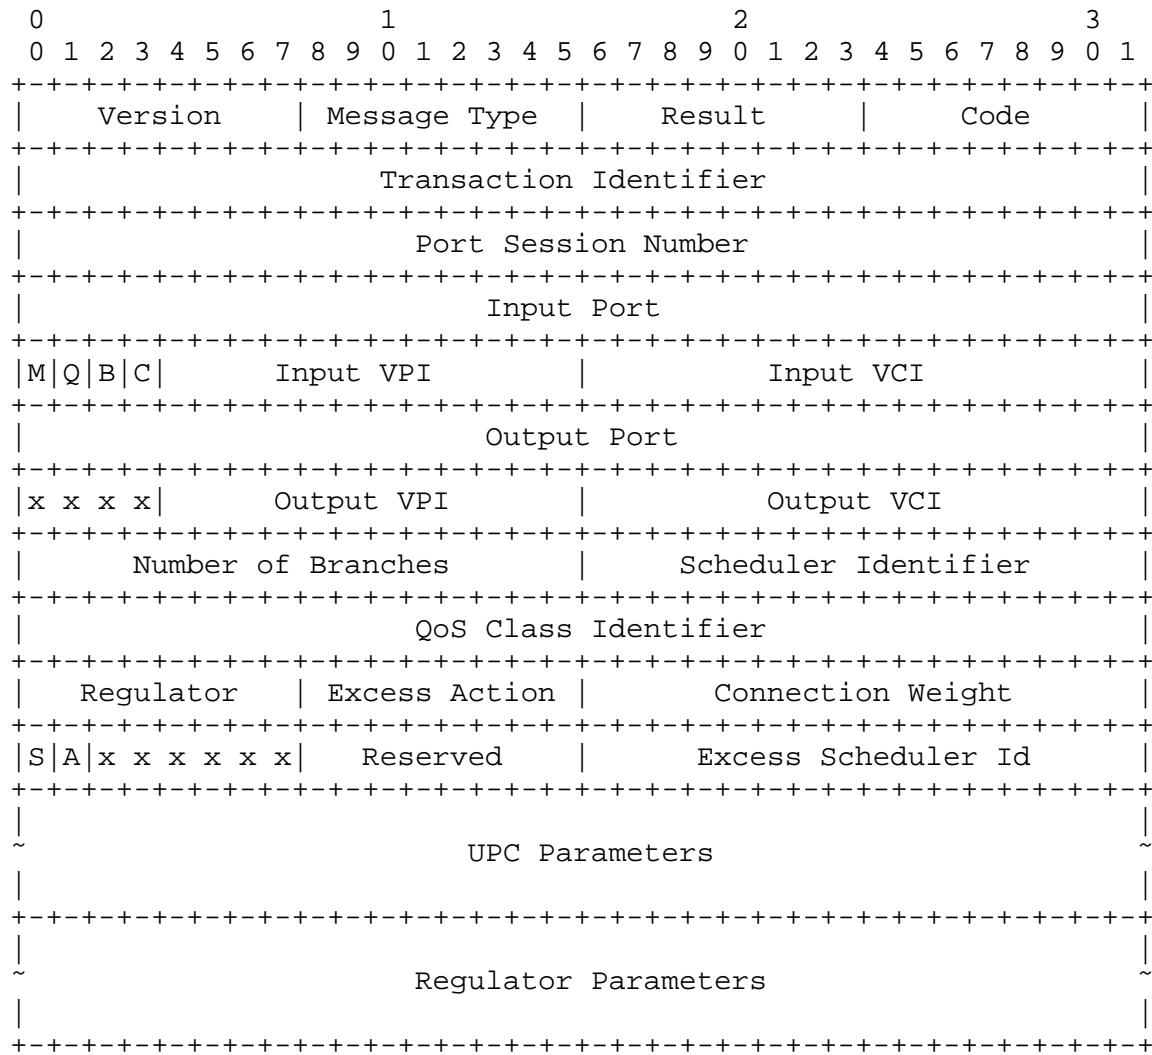 0                   1                   2                   3
 0 1 2 3 4 5 6 7 8 9 0 1 2 3 4 5 6 7 8 9 0 1 2 3 4 5 6 7 8 9 0 1
+-+-+-+-+-+-+-+-+-+-+-+-+-+-+-+-+-+-+-+-+-+-+-+-+-+-+-+-+-+-+-+-+
|    Version    | Message Type  |    Result     |     Code      |
+-+-+-+-+-+-+-+-+-+-+-+-+-+-+-+-+-+-+-+-+-+-+-+-+-+-+-+-+-+-+-+-+
|                    Transaction Identifier                     |
+-+-+-+-+-+-+-+-+-+-+-+-+-+-+-+-+-+-+-+-+-+-+-+-+-+-+-+-+-+-+-+-+
|                      Port Session Number                      |
+-+-+-+-+-+-+-+-+-+-+-+-+-+-+-+-+-+-+-+-+-+-+-+-+-+-+-+-+-+-+-+-+
|                          Input Port                           |
+-+-+-+-+-+-+-+-+-+-+-+-+-+-+-+-+-+-+-+-+-+-+-+-+-+-+-+-+-+-+-+-+
|M|Q|B|C|      Input VPI        |          Input VCI            |
+-+-+-+-+-+-+-+-+-+-+-+-+-+-+-+-+-+-+-+-+-+-+-+-+-+-+-+-+-+-+-+-+
|                          Output Port                          |
+-+-+-+-+-+-+-+-+-+-+-+-+-+-+-+-+-+-+-+-+-+-+-+-+-+-+-+-+-+-+-+-+
|x x x x|      Output VPI       |          Output VCI           |
+-+-+-+-+-+-+-+-+-+-+-+-+-+-+-+-+-+-+-+-+-+-+-+-+-+-+-+-+-+-+-+-+
|      Number of Branches       |     Scheduler Identifier      |
+-+-+-+-+-+-+-+-+-+-+-+-+-+-+-+-+-+-+-+-+-+-+-+-+-+-+-+-+-+-+-+-+
|                      QoS Class Identifier                     |
+-+-+-+-+-+-+-+-+-+-+-+-+-+-+-+-+-+-+-+-+-+-+-+-+-+-+-+-+-+-+-+-+
|   Regulator   | Excess Action |       Connection Weight       |
+-+-+-+-+-+-+-+-+-+-+-+-+-+-+-+-+-+-+-+-+-+-+-+-+-+-+-+-+-+-+-+-+
|S|A|x x x x x x|   Reserved    |      Excess Scheduler Id      |
+-+-+-+-+-+-+-+-+-+-+-+-+-+-+-+-+-+-+-+-+-+-+-+-+-+-+-+-+-+-+-+-+
|                                                               |
~                         UPC Parameters                        ~
|                                                               |
+-+-+-+-+-+-+-+-+-+-+-+-+-+-+-+-+-+-+-+-+-+-+-+-+-+-+-+-+-+-+-+-+
|                                                               |
~                      Regulator Parameters                     ~
|                                                               |
+-+-+-+-+-+-+-+-+-+-+-+-+-+-+-+-+-+-+-+-+-+-+-+-+-+-+-+-+-+-+-+-+